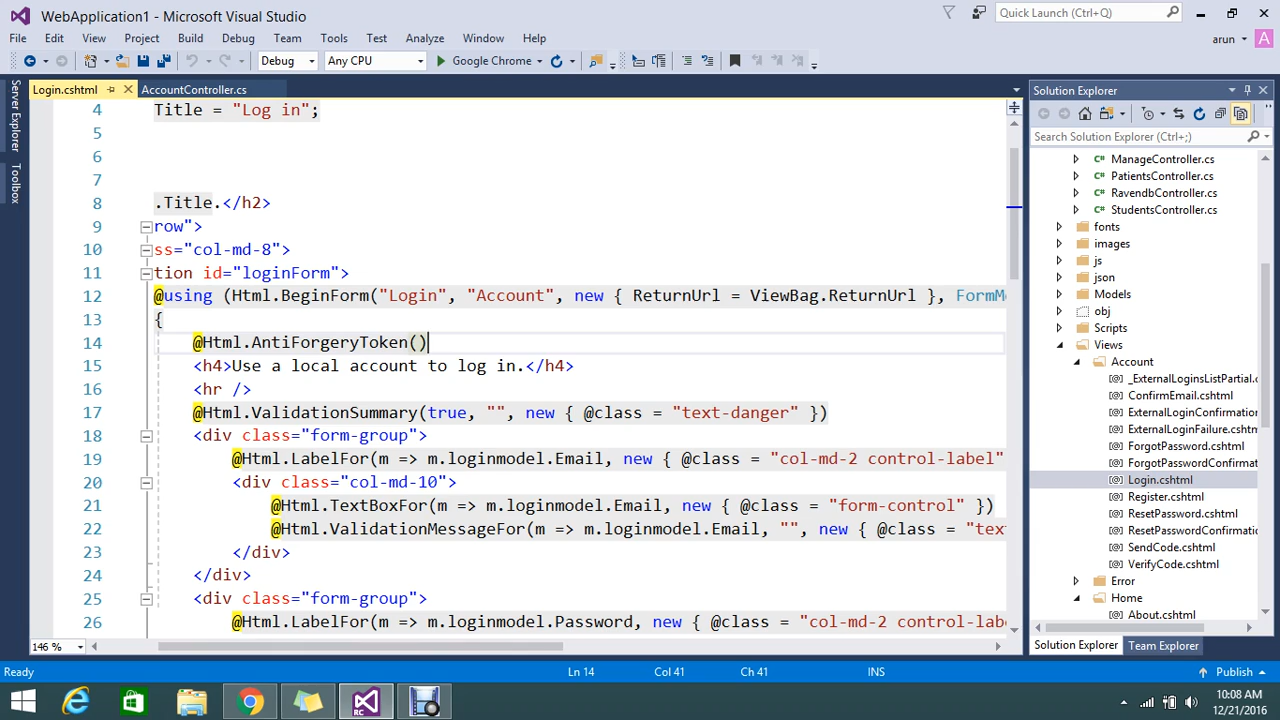 WebApplication1 - Microsoft Visual Studio
Quick Launch (Ctrl+Q)
File Edit View Project Build Debug Team Tools Test Analyze Window Help
arun A
Debug Any CPU Google Chrome
Server Explorer
Toolbox
Login.cshtml AccountController.cs
4 Title = "Log in";
5
6
7
8 .Title.</h2>
9 row">
10 ss="col-md-8">
11 tion id="loginForm">
12 @using (Html.BeginForm("Login", "Account", new { ReturnUrl = ViewBag.ReturnUrl }, FormM
13 {
14 @Html.AntiForgeryToken()
15 <h4>Use a local account to log in.</h4>
16 <hr />
17 @Html.ValidationSummary(true, "", new { @class = "text-danger" })
18 <div class="form-group">
19 @Html.LabelFor(m => m.loginmodel.Email, new { @class = "col-md-2 control-label"
20 <div class="col-md-10">
21 @Html.TextBoxFor(m => m.loginmodel.Email, new { @class = "form-control" })
22 @Html.ValidationMessageFor(m => m.loginmodel.Email, "", new { @class = "tex
23 </div>
24 </div>
25 <div class="form-group">
26 @Html.LabelFor(m => m.loginmodel.Password, new { @class = "col-md-2 control-lab
146 %
Solution Explorer
Search Solution Explorer (Ctrl+;)
C# ManageController.cs
C# PatientsController.cs
C# RavendbController.cs
C# StudentsController.cs
fonts
images
js
json
Models
obj
Scripts
Views
Account
[@] _ExternalLoginsListPartial.c
[@] ConfirmEmail.cshtml
[@] ExternalLoginConfirmation
[@] ExternalLoginFailure.cshtm
[@] ForgotPassword.cshtml
[@] ForgotPasswordConfirmat
[@] Login.cshtml
[@] Register.cshtml
[@] ResetPassword.cshtml
[@] ResetPasswordConfirmatio
[@] SendCode.cshtml
[@] VerifyCode.cshtml
Error
Home
[@] About.cshtml
Solution Explorer Team Explorer
Ready Ln 14 Col 41 Ch 41 INS Publish
RC
10:08 AM
12/21/2016